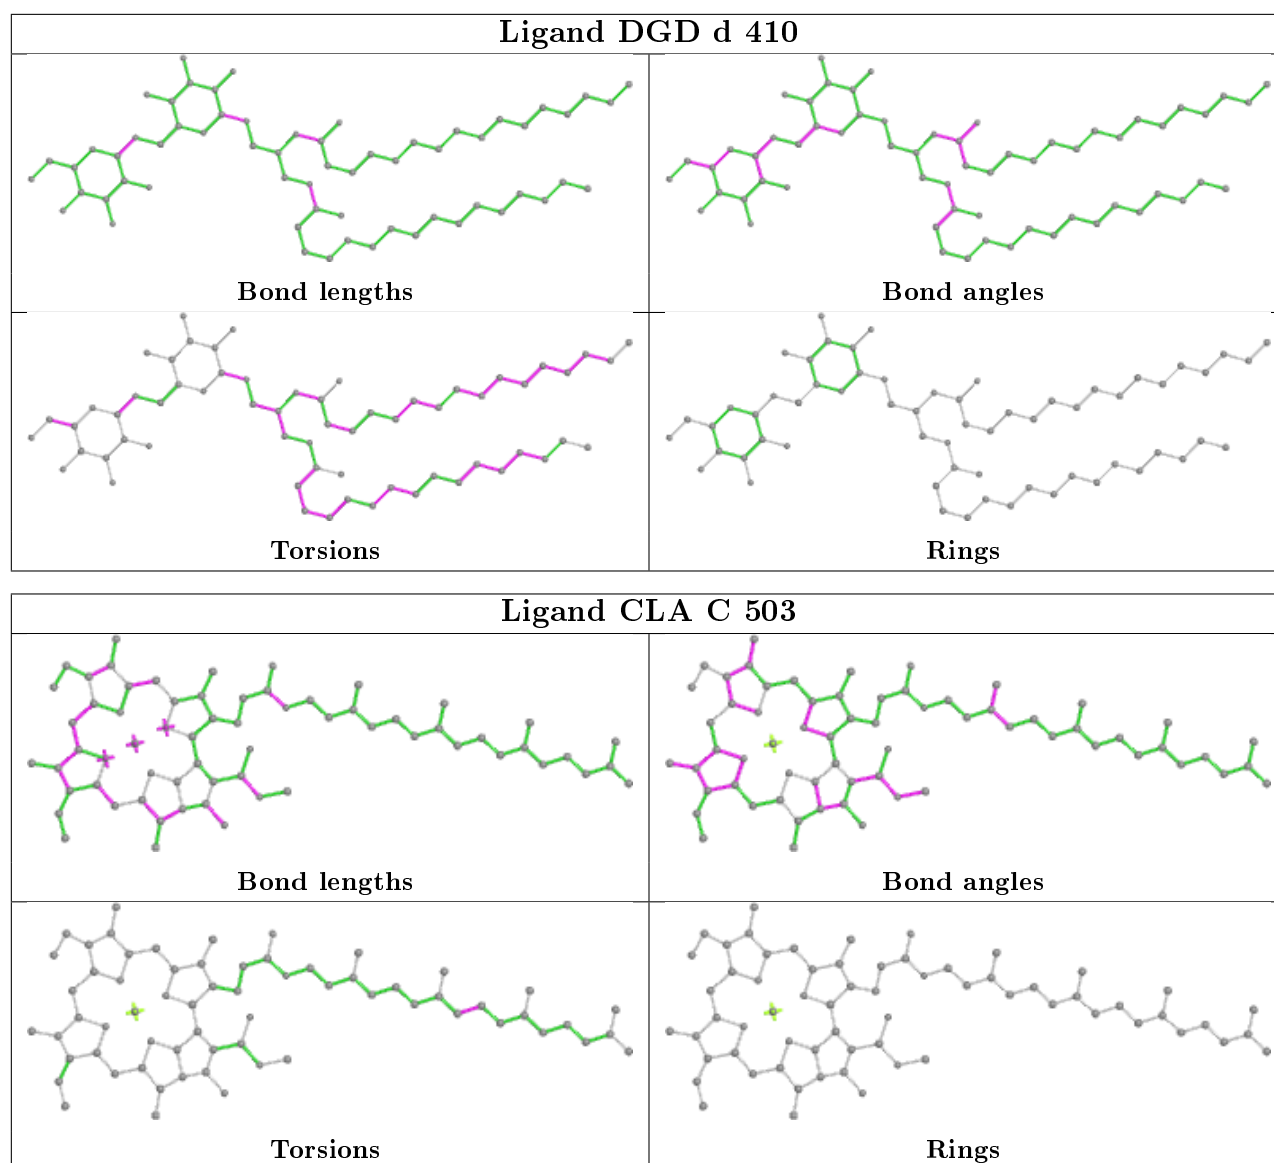 Ligand DGD d 410
Bond lengths
Bond angles
Torsions
Rings
Ligand CLA C 503
Bond lengths
Bond angles
Torsions
Rings